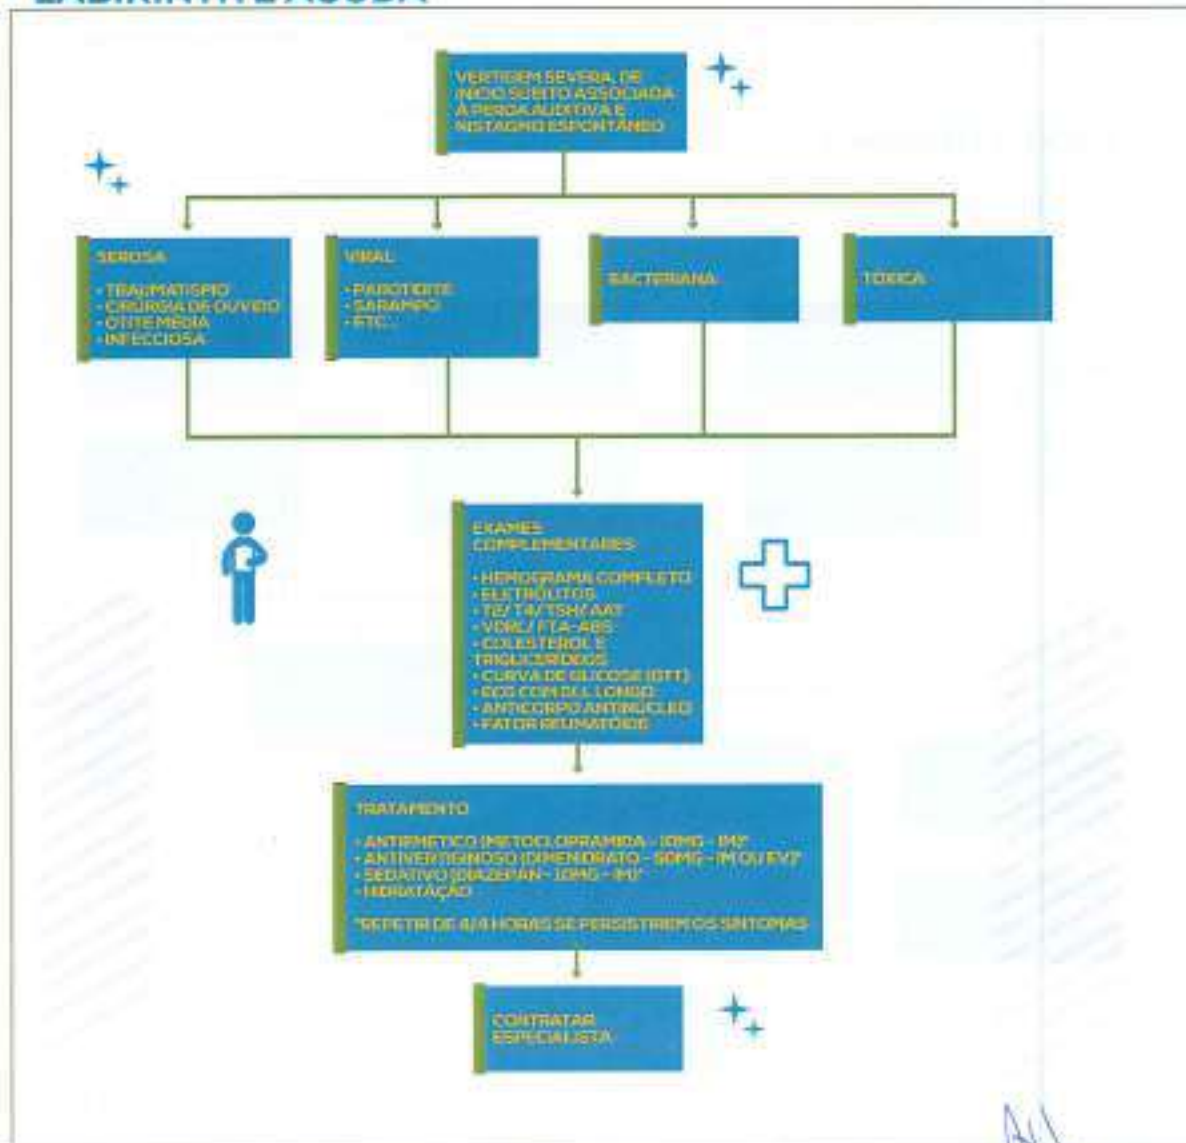 LABIRINTITE AGUDA
VERTIGEM SEVERA, DE
INÍCIO SÚBITO ASSOCIADA
À PERDA AUDITIVA E
NISTAGMO ESPONTÂNEO
SEROSA
• TRAUMATISMO
• CIRURGIA DE OUVIDO
• OTITE MÉDIA
• INFECCIOSA
VIRAL
• PAROTIDITE
• SARAMPO
• ETC...
BACTERIANA
TÓXICA
EXAMES
COMPLEMENTARES
• HEMOGRAMA COMPLETO
• ELETRÓLITOS
T4/ TSH/ AAT
• VDRL/ FTA-ABS
• COLESTEROL E
TRIGLICERÍDEOS
• CURVA DE GLICOSE (GTT)
• ECG COM DLL LONGO
• ANTICORPO ANTINÚCLEO
• FATOR REUMATÓIDE
TRATAMENTO
• ANTIEMÉTICO (METOCLOPRAMIDA - 10MG - IM)*
• ANTIVERTIGINOSO (DIMENIDRATO - 50MG - IM OU EV)*
• SEDATIVO (DIAZEPAN - 10MG - IM)*
• HIDRATAÇÃO
*REPETIR DE 4/4 HORAS SE PERSISTIREM OS SINTOMAS
CONTRATAR
ESPECIALISTA